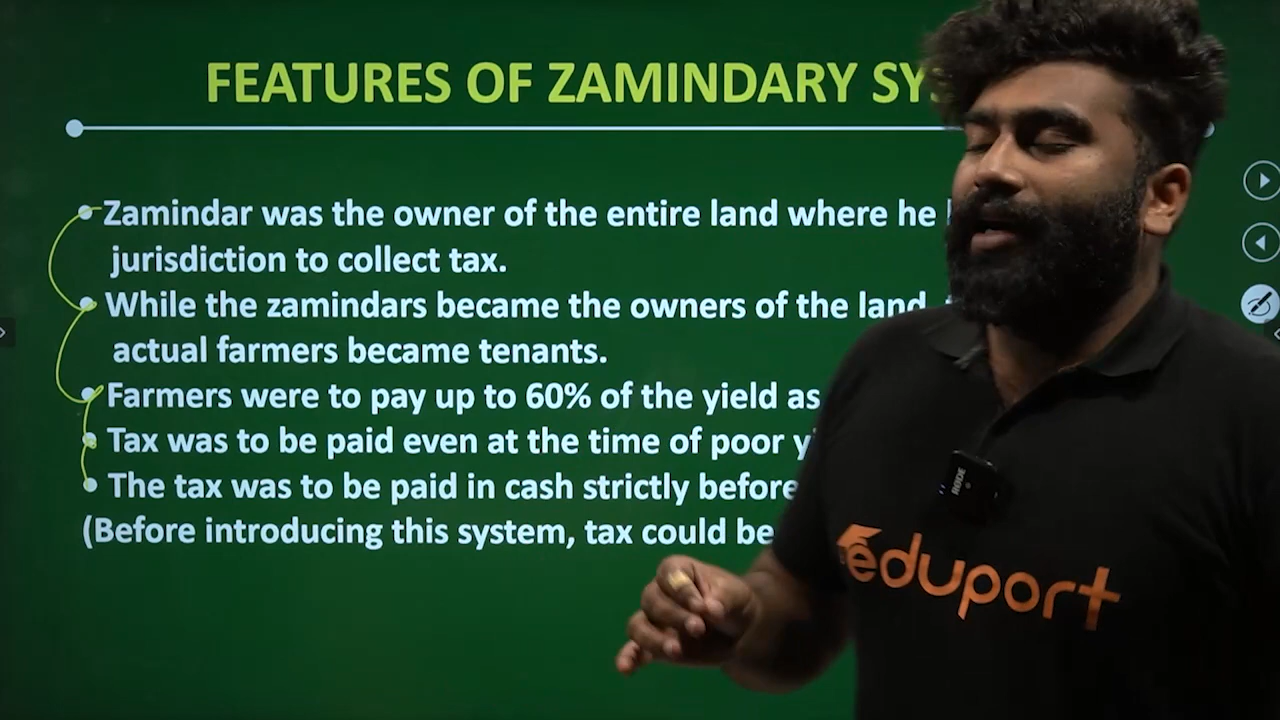 FEATURES OF ZAMINDARY
Zamindar was the owner of the entire land where he
jurisdiction to collect tax.
While the zamindars became the owners of the land,
actual farmers became tenants.
Farmers were to pay up to 60% of the yield as
Tax was to be paid even at the time of poor
The tax was to be paid in cash strictly before
(Before introducing this system, tax could be
RØDE
eduport